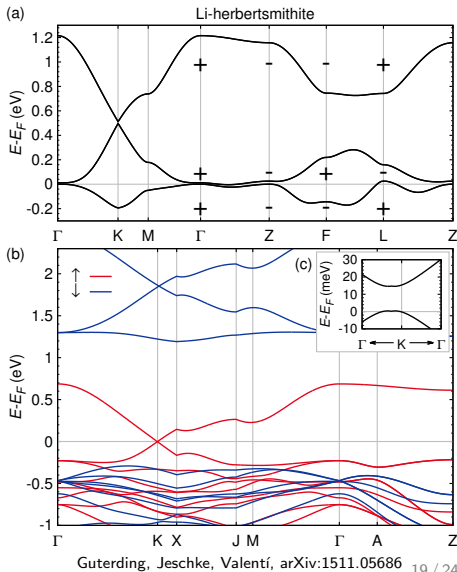 (a) Li-herbertsmithite
E-E_F (eV)
1.2
1
0.8
0.6
0.4
0.2
0
-0.2
+ - - +
+ - + -
+ - - +
Γ K M Γ Z F L Z
(b)
↑
↓
E-E_F (eV)
2
1.5
1
0.5
0
-0.5
-1
(c)
E-E_F (meV)
30
20
10
0
-10
Γ ← K → Γ
Γ K X J M Γ A Z
Guterding, Jeschke, Valentí, arXiv:1511.05686 19 / 24